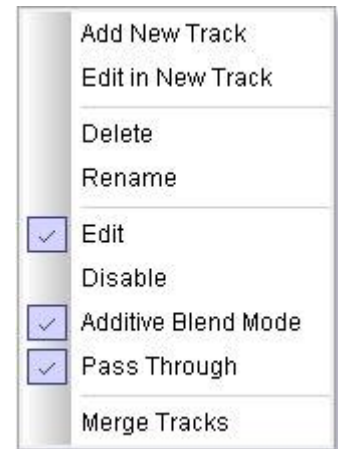 Add New Track
Edit in New Track
Delete
Rename
Edit
Disable
Additive Blend Mode
Pass Through
Merge Tracks